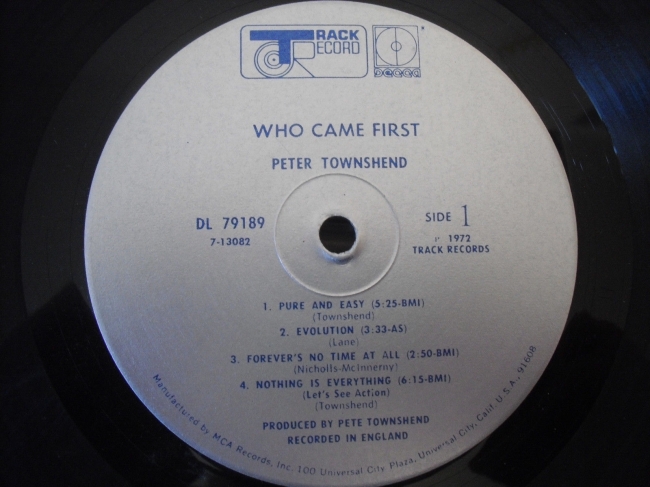 TRACK
RECORD
DECCA
WHO CAME FIRST
PETER TOWNSHEND
DL 79189
7-13082
SIDE 1
P 1972
TRACK RECORDS
1. PURE AND EASY (5:25-BMI)
(Townshend)
2. EVOLUTION (3:33-AS)
(Lane)
3. FOREVER'S NO TIME AT ALL (2:50-BMI)
(Nicholls-McInnerny)
4. NOTHING IS EVERYTHING (6:15-BMI)
(Let's See Action)
(Townshend)
PRODUCED BY PETE TOWNSHEND
RECORDED IN ENGLAND
Manufactured by MCA Records, Inc. 100 Universal City Plaza, Universal City, Calif. U.S.A. 91608